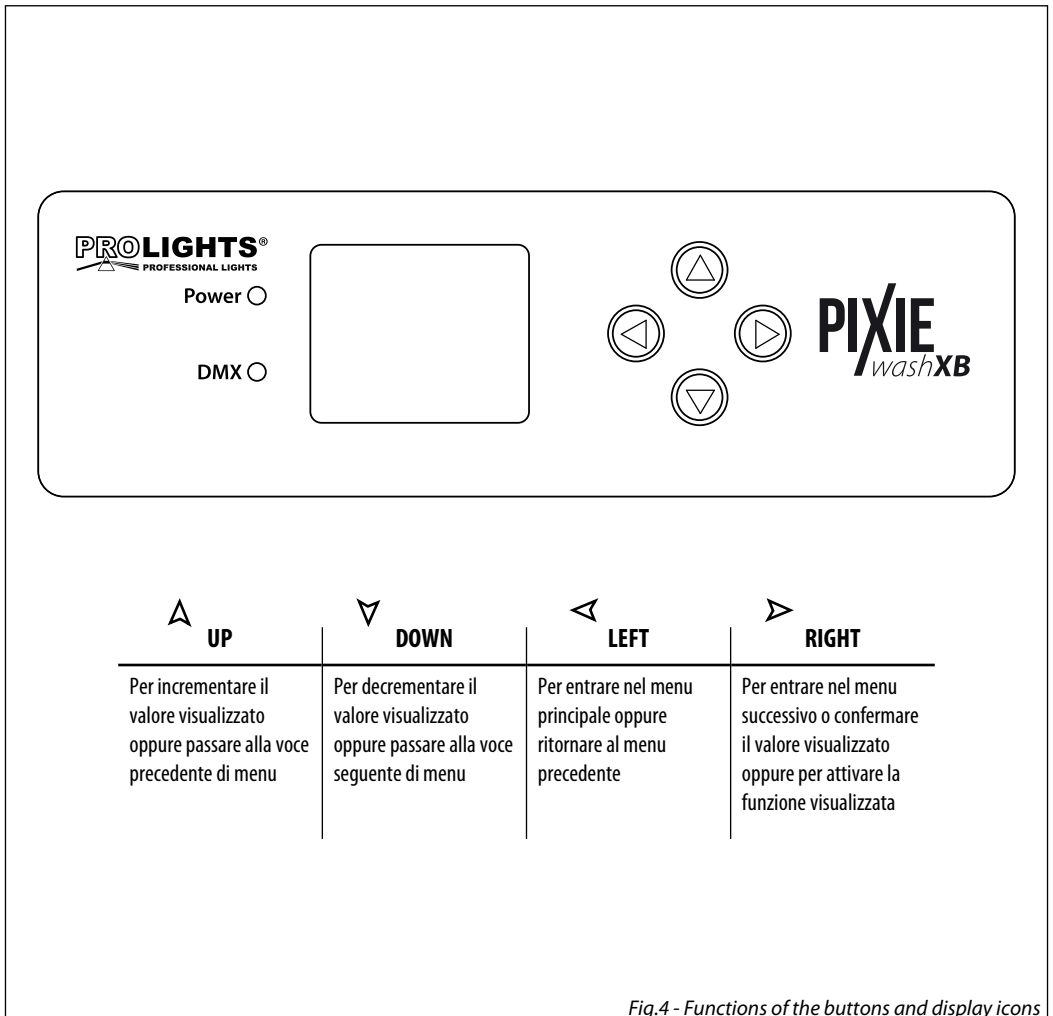 PROLIGHTS®
PROFESSIONAL LIGHTS
Power
DMX
PIXIE
washXB
UP
DOWN
LEFT
RIGHT
Per incrementare il
valore visualizzato
oppure passare alla voce
precedente di menu
Per decrementare il
valore visualizzato
oppure passare alla voce
seguente di menu
Per entrare nel menu
principale oppure
ritornare al menu
precedente
Per entrare nel menu
successivo o confermare
il valore visualizzato
oppure per attivare la
funzione visualizzata
Fig.4 - Functions of the buttons and display icons